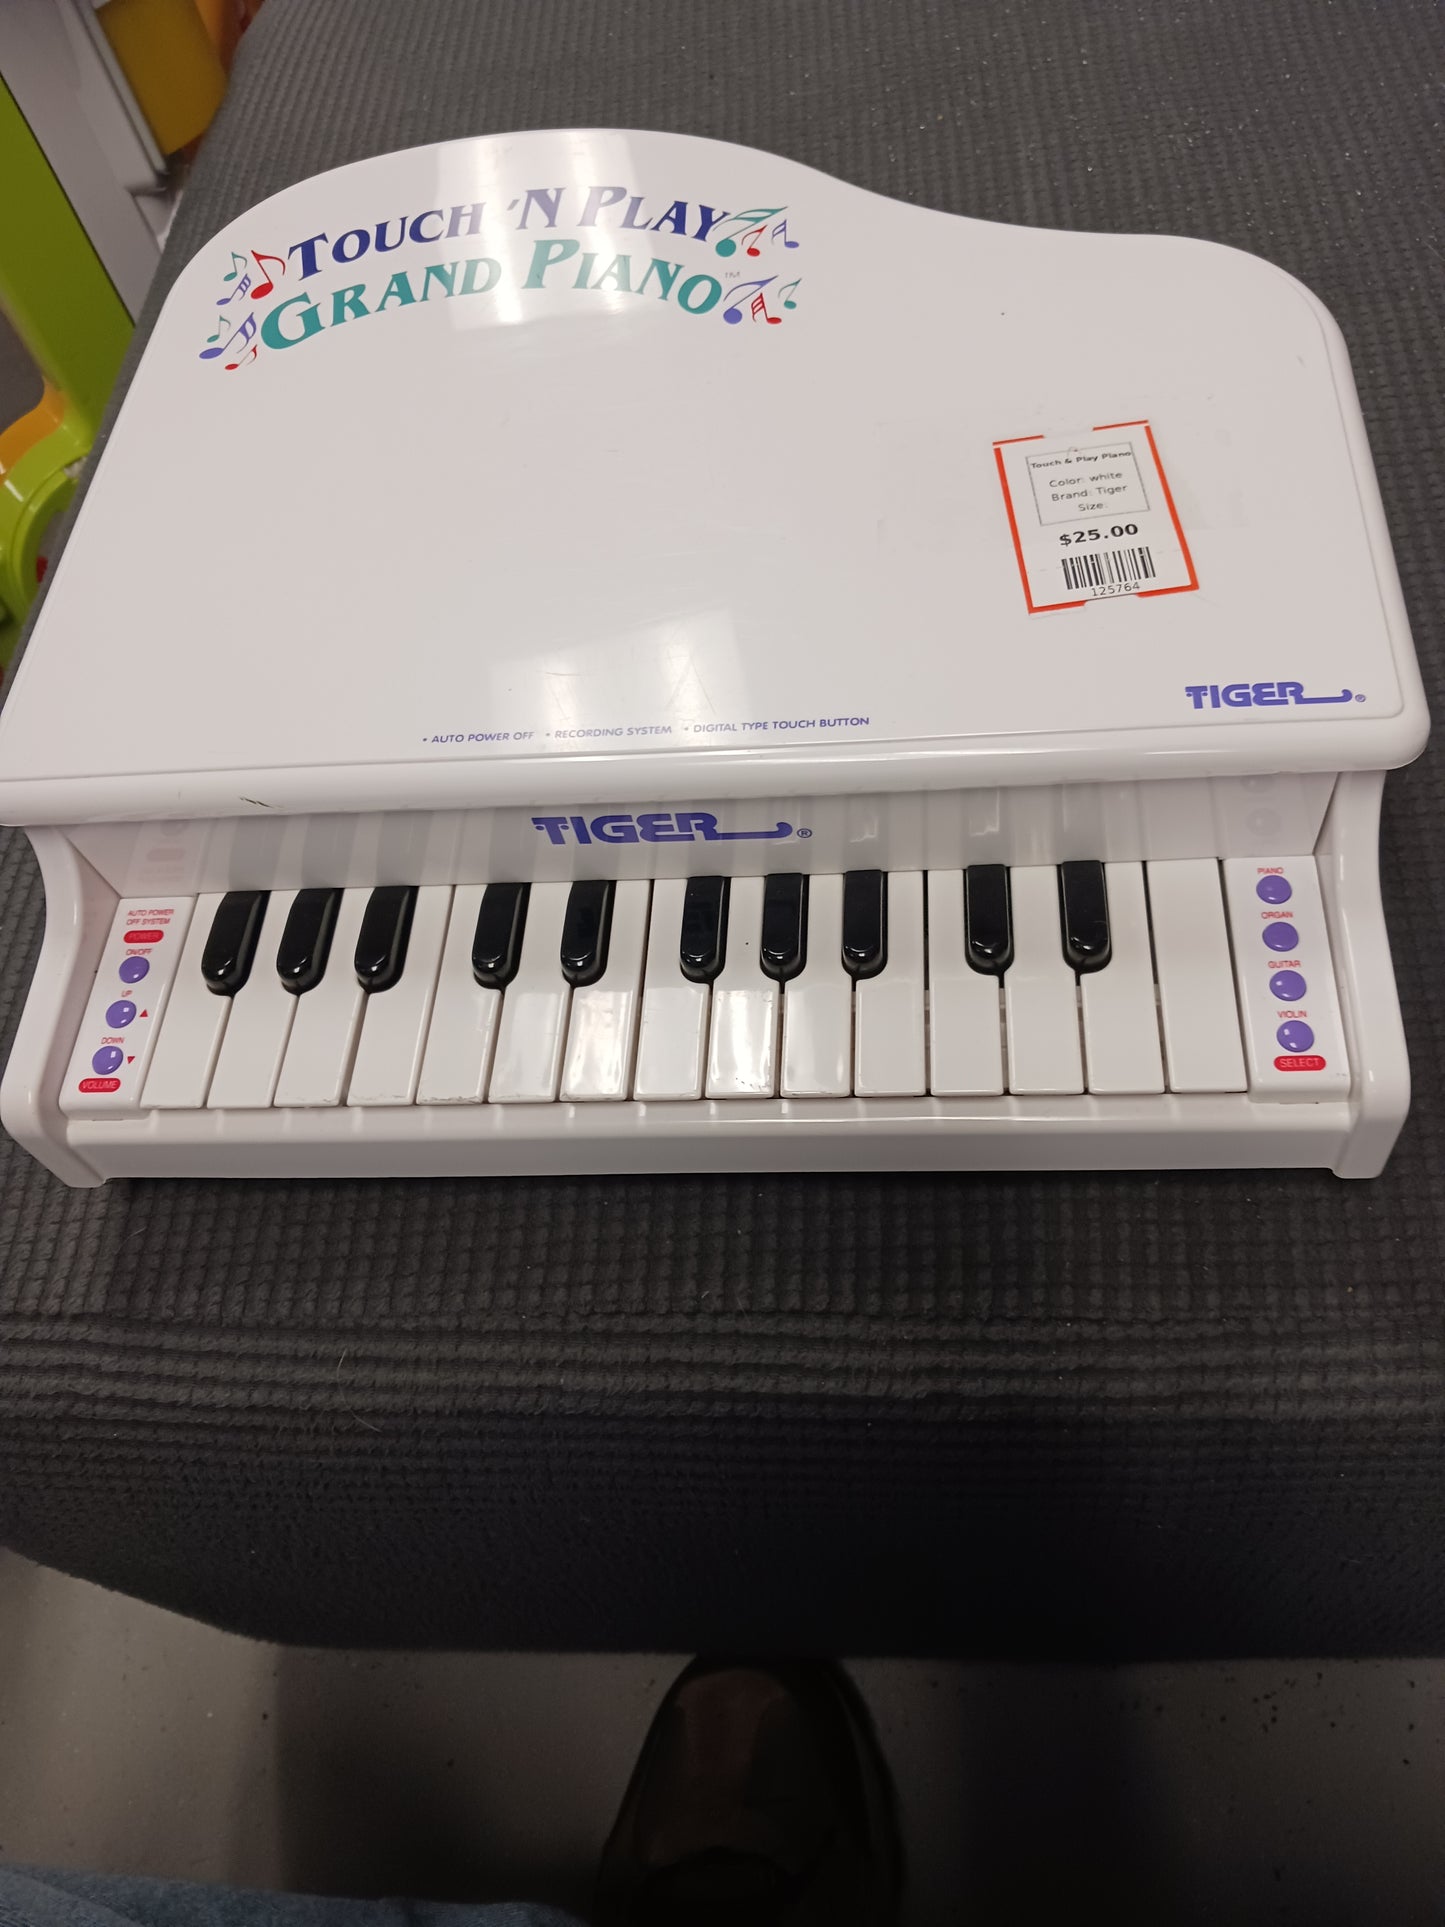 TOUCH 'N PLAY
GRAND PIANO™
Touch & Play Piano
Color: white
Brand: Tiger
Size:
$25.00
125764
TIGER®
• AUTO POWER OFF • RECORDING SYSTEM • DIGITAL TYPE TOUCH BUTTON
TIGER®
AUTO POWER
OFF SYSTEM
POWER
ON/OFF
UP ▲
DOWN ▼
VOLUME
PIANO
ORGAN
GUITAR
VIOLIN
SELECT